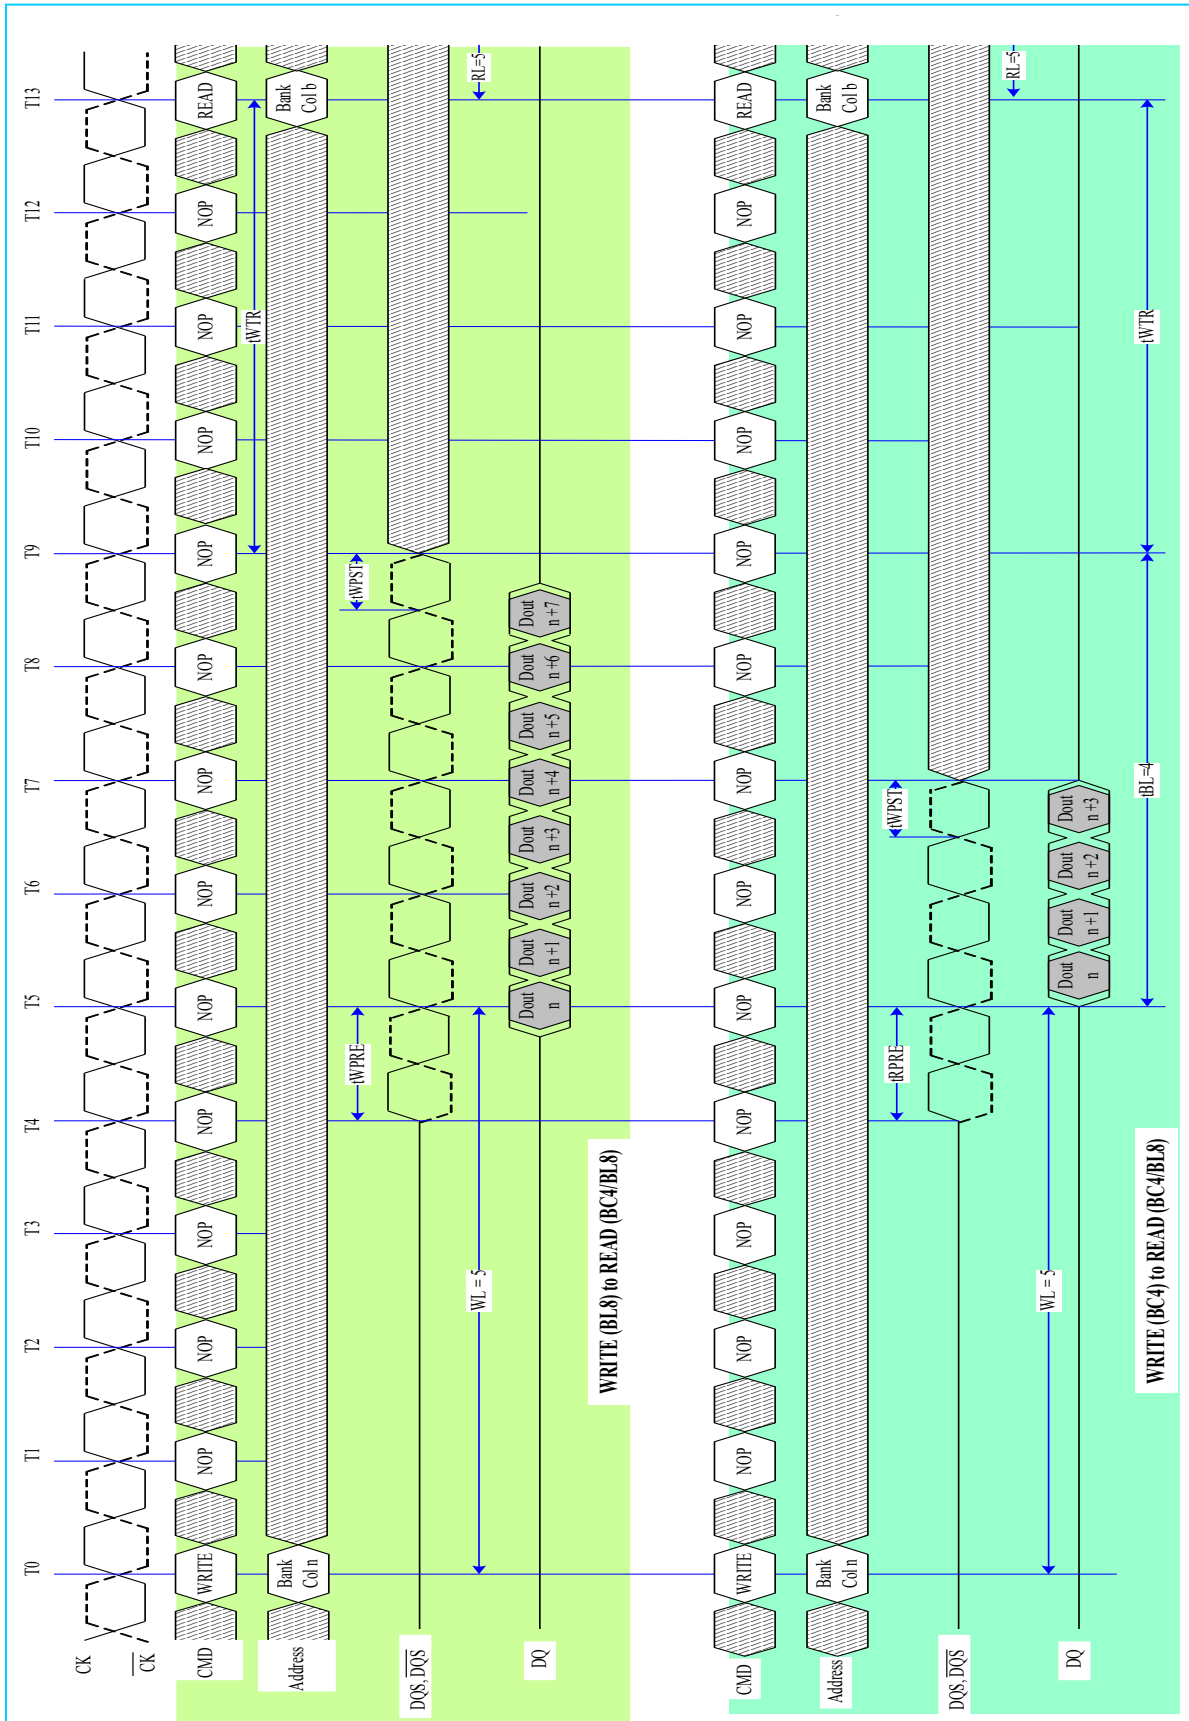 T0 T1 T2 T3 T4 T5 T6 T7 T8 T9 T10 T11 T12 T13
CK
CK
CMD WRITE NOP NOP NOP NOP NOP NOP NOP NOP NOP NOP NOP NOP READ
tWTR
Address Bank Col n Bank Col b
tWPRE tWPST
DQS, DQS
WL = 5 RL=5
DQ Dout n Dout n+1 Dout n+2 Dout n+3 Dout n+4 Dout n+5 Dout n+6 Dout n+7
WRITE (BL8) to READ (BC4/BL8)
CMD WRITE NOP NOP NOP NOP NOP NOP NOP NOP NOP NOP NOP NOP READ
Address Bank Col n Bank Col b
tRPRE tWPST
DQS, DQS
WL = 5 RL=5
DQ Dout n Dout n+1 Dout n+2 Dout n+3
tBL=4 tWTR
WRITE (BC4) to READ (BC4/BL8)